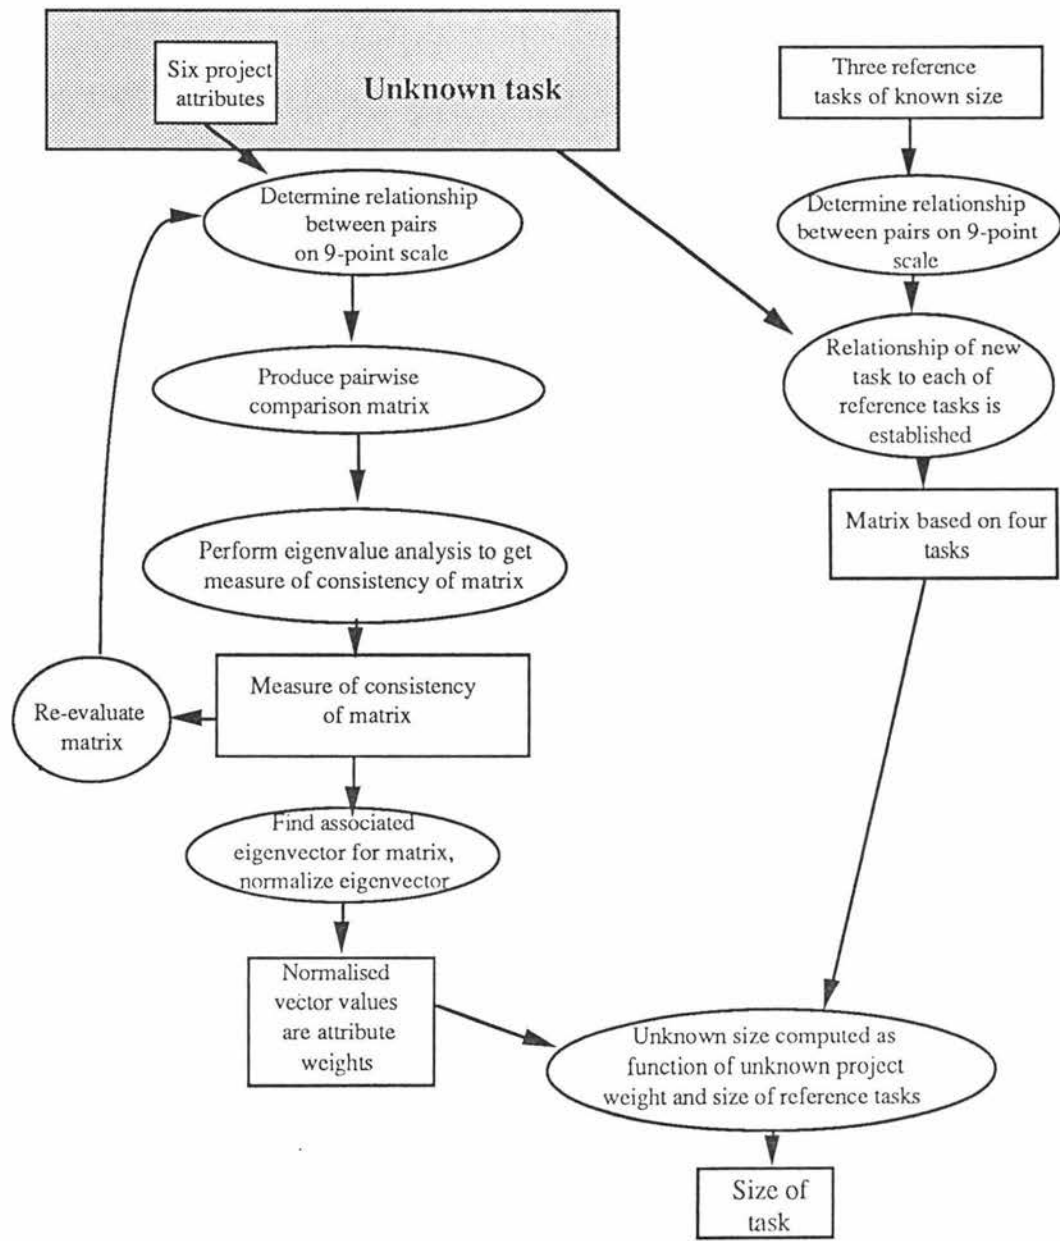 Six project
attributes
Unknown task
Three reference
tasks of known size
Determine relationship
between pairs
on 9-point scale
Determine relationship
between pairs on 9-point
scale
Relationship of new
task to each of
reference tasks is
established
Produce pairwise
comparison matrix
Matrix based on four
tasks
Perform eigenvalue analysis to get
measure of consistency of matrix
Measure of consistency
of matrix
Re-evaluate
matrix
Find associated
eigenvector for matrix,
normalize eigenvector
Normalised
vector values
are attribute
weights
Unknown size computed as
function of unknown project
weight and size of reference tasks
Size of
task